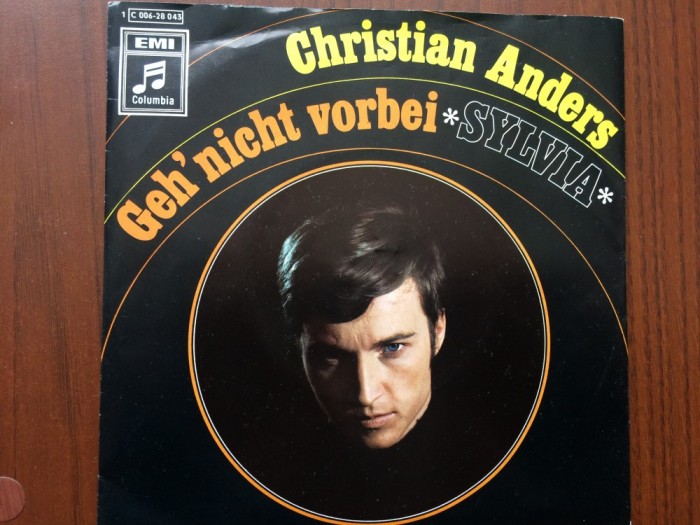 1 C 006-28 043
EMI
Columbia
Christian Anders
Geh' nicht vorbei *SYLVIA*